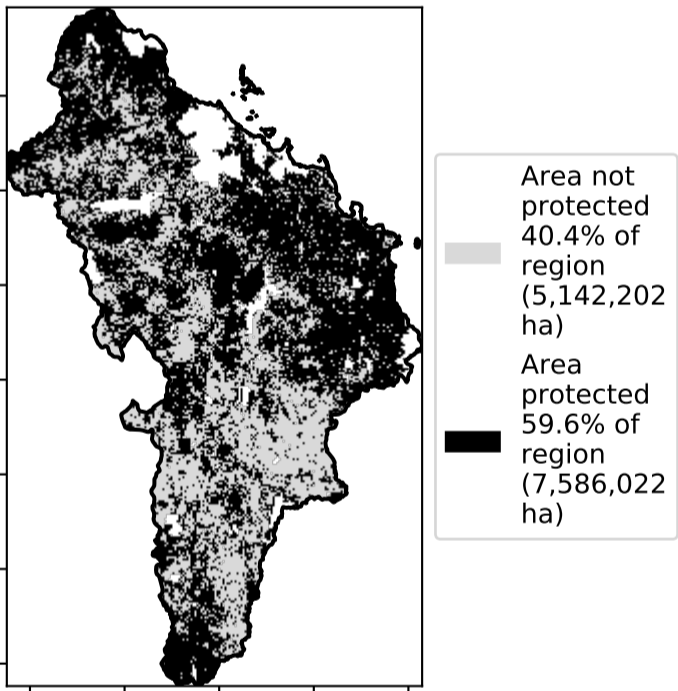 Area not
protected
40.4% of
region
(5,142,202
ha)
Area
protected
59.6% of
region
(7,586,022
ha)